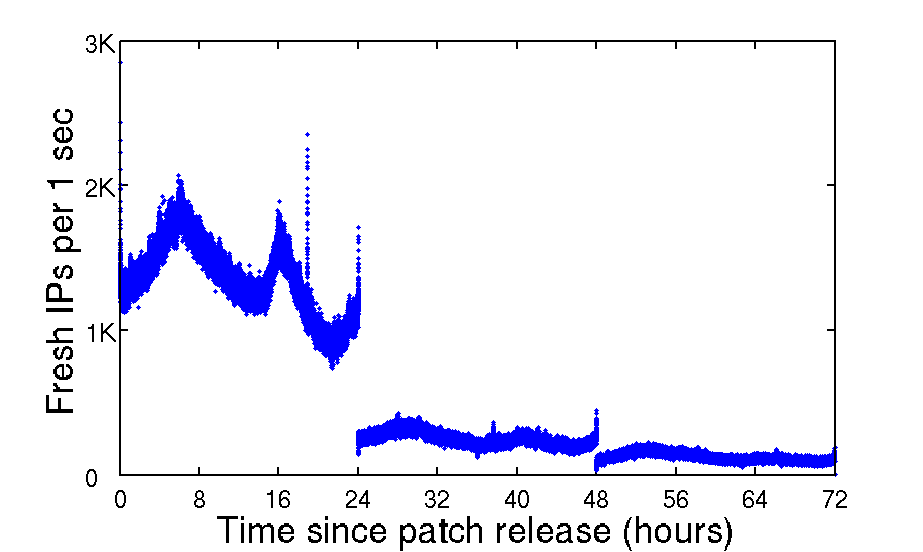 3K
2K
1K
0
Fresh IPs per 1 sec
0 8 16 24 32 40 48 56 64 72
Time since patch release (hours)